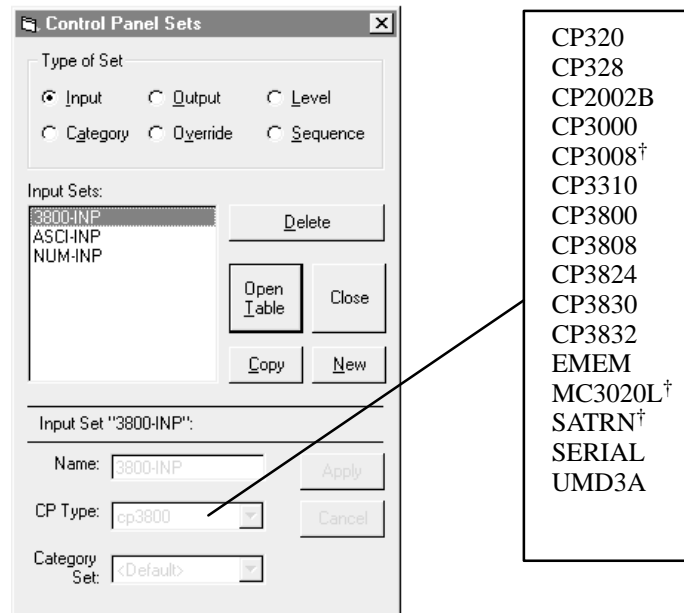 Control Panel Sets
Type of Set
Input Output Level
Category Override Sequence
Input Sets:
3800-INP
ASCI-INP
NUM-INP
Delete
Open Table
Close
Copy
New
Input Set "3800-INP":
Name: 3800-INP
Apply
CP Type: cp3800
Cancel
Category Set: <Default>
CP320
CP328
CP2002B
CP3000
CP3008†
CP3310
CP3800
CP3808
CP3824
CP3830
CP3832
EMEM
MC3020L†
SATRN†
SERIAL
UMD3A